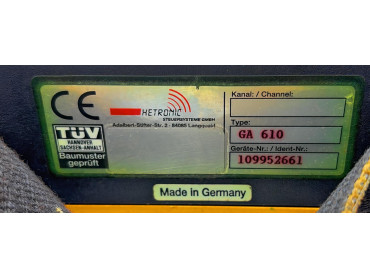 CE
HETRONIC
STEUERSYSTEME GMBH
Adalbert-Stifter-Str. 2 · 84085 Langquaid
TÜV
HANNOVER
/SACHSEN-ANHALT
Baumuster
geprüft
Kanal: / Channel:
Type:
GA 610
Geräte-Nr.: / Ident-Nr.:
109952661
Made in Germany